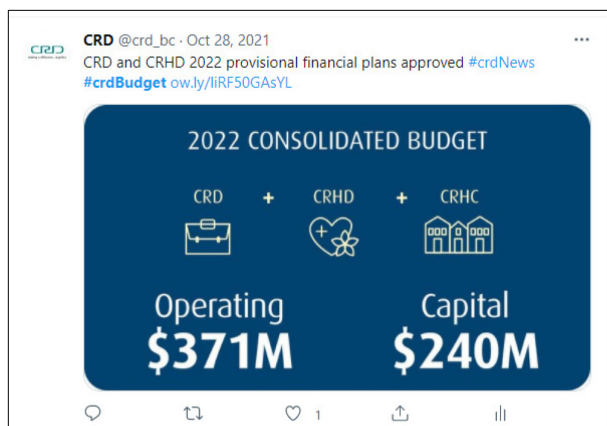 CRD @crd_bc · Oct 28, 2021
CRD
CRD and CRHD 2022 provisional financial plans approved #crdNews
#crdBudget ow.ly/liRF50GAsYL
2022 CONSOLIDATED BUDGET
CRD + CRHD + CRHC
Operating Capital
$371M $240M
1